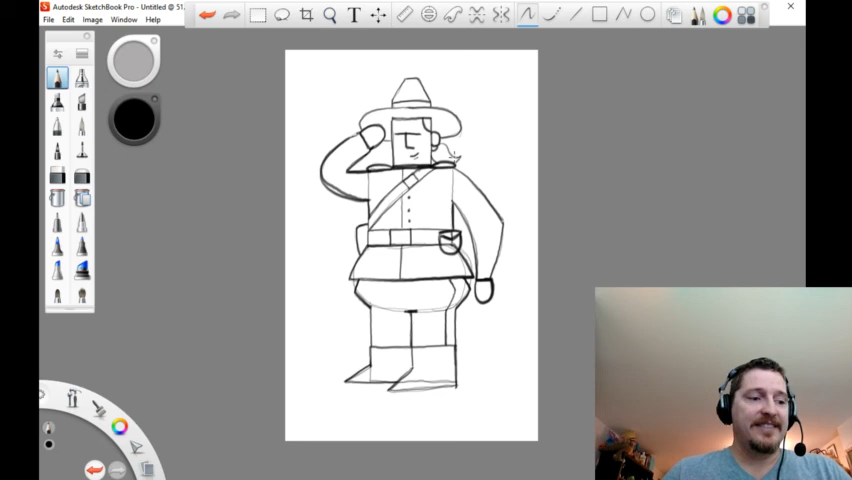 Autodesk SketchBook Pro - Untitled @ 51.
File Edit Image Window Help